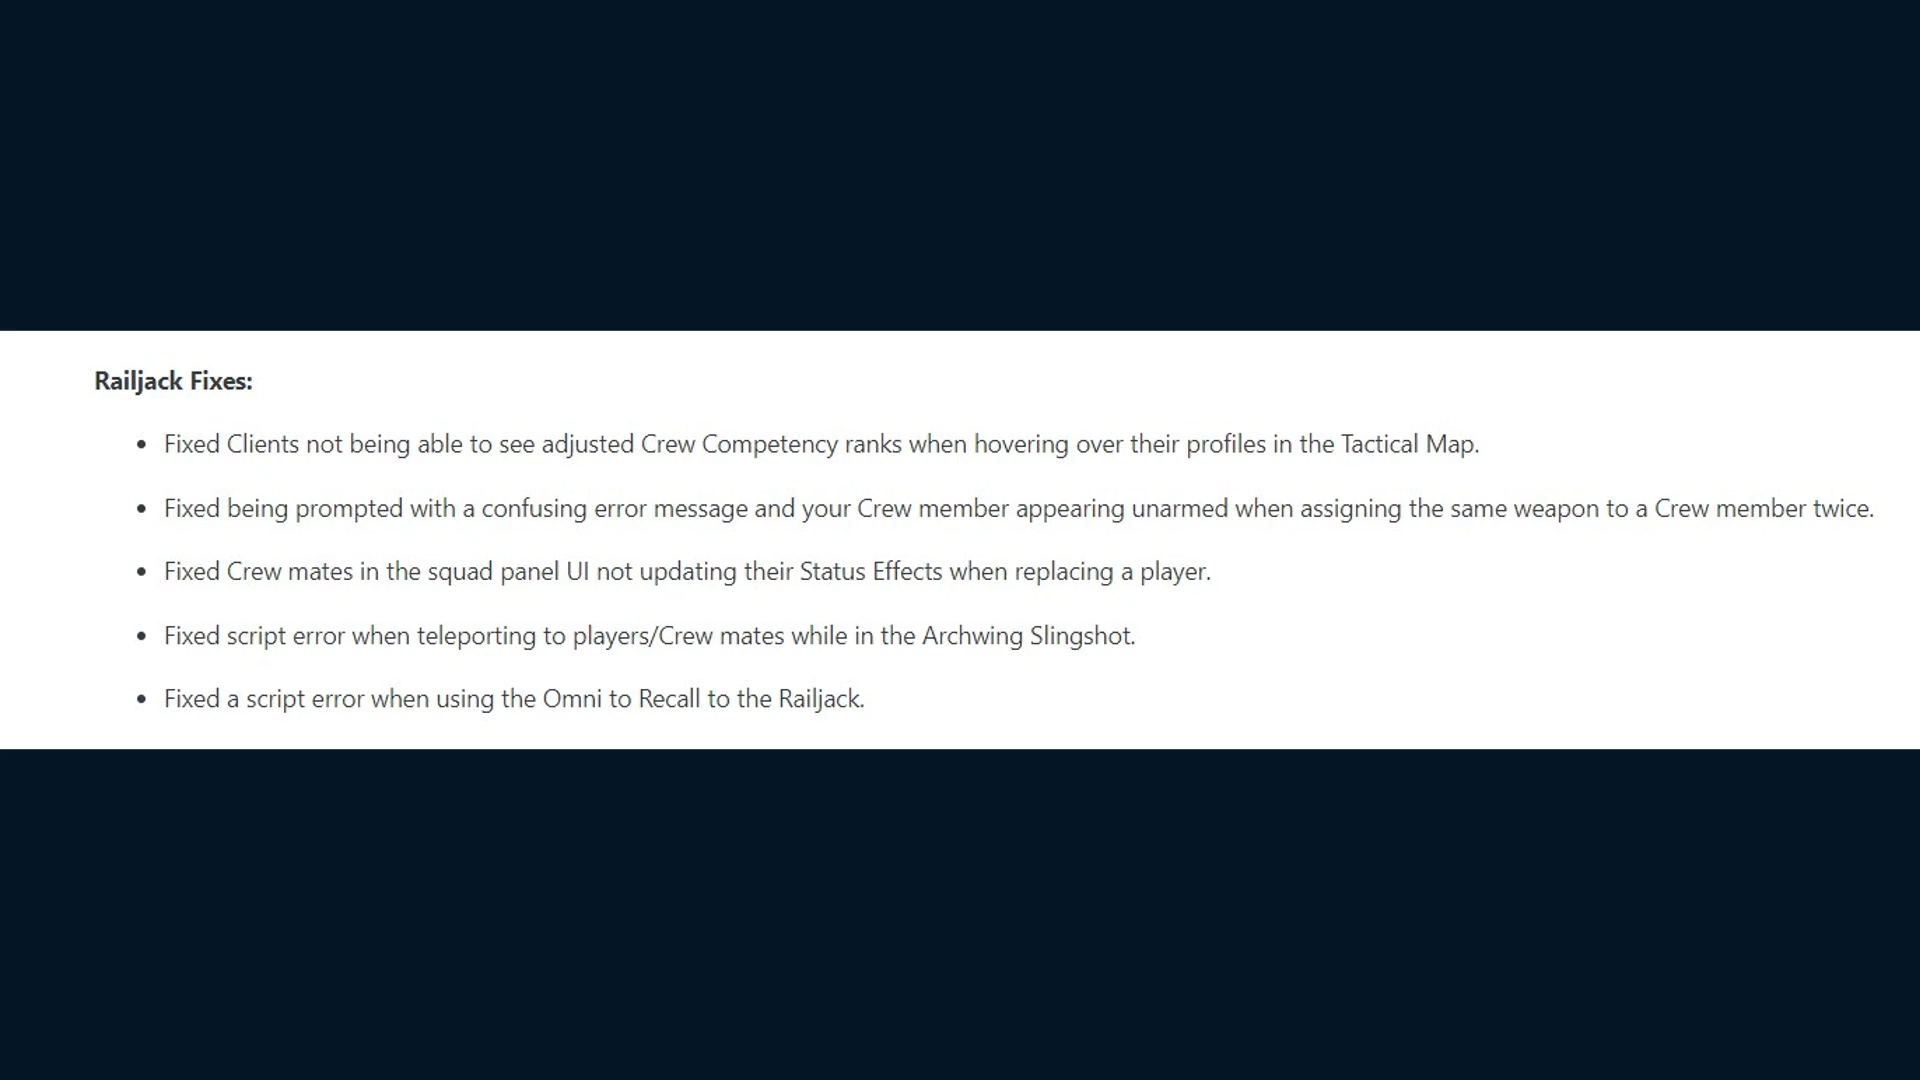 Railjack Fixes:
• Fixed Clients not being able to see adjusted Crew Competency ranks when hovering over their profiles in the Tactical Map.
• Fixed being prompted with a confusing error message and your Crew member appearing unarmed when assigning the same weapon to a Crew member twice.
• Fixed Crew mates in the squad panel UI not updating their Status Effects when replacing a player.
• Fixed script error when teleporting to players/Crew mates while in the Archwing Slingshot.
• Fixed a script error when using the Omni to Recall to the Railjack.